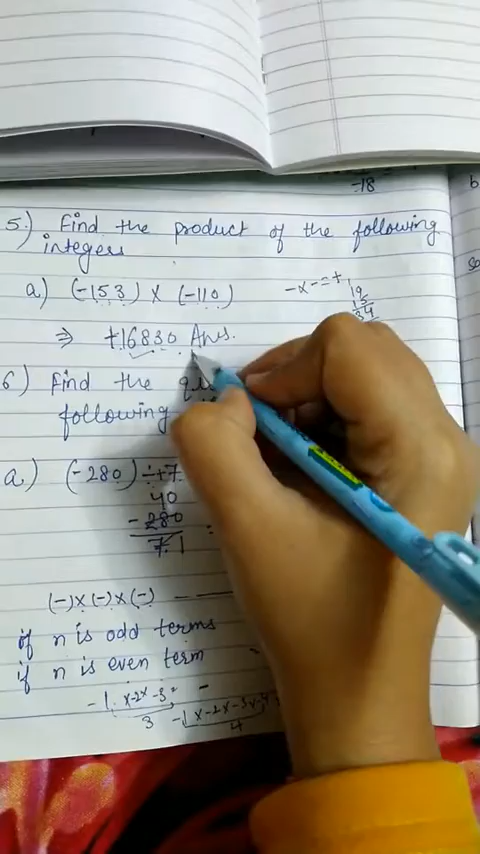 -18
5.) Find the product of the following
integers
a) (-153) × (-110)
- × - = +
⇒ +16830 Ans.
6) Find the
following
a) (-280) ÷ +7
40
-280
7 1
(-) × (-) × (-)
if n is odd terms
if n is even term
-1 × -2 × -3 = -
3
-1 × -2 × -3 × -4
4